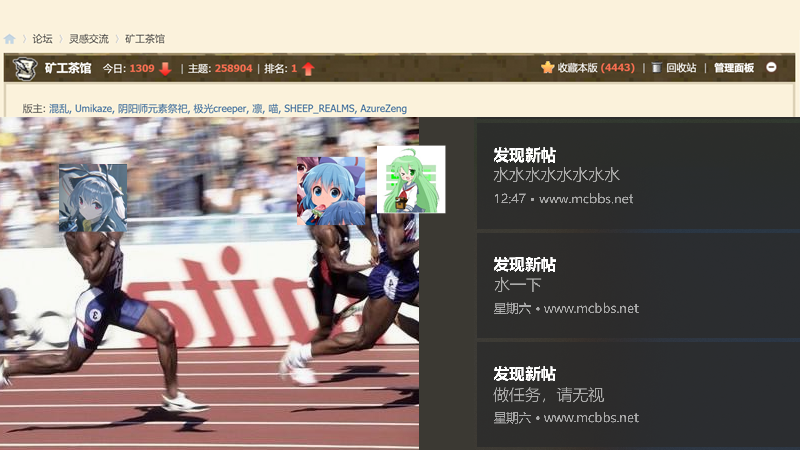 论坛 〉 灵感交流 〉 矿工茶馆
矿工茶馆 今日: 1309 | 主题: 258904 | 排名: 1
收藏本版 (4443) | 回收站 | 管理面板
版主: 混乱, Umikaze, 阴阳师元素祭祀, 极光creeper, 凛, 喵, SHEEP_REALMS, AzureZeng
发现新帖
水水水水水水水水
12:47 • www.mcbbs.net
发现新帖
水一下
星期六 • www.mcbbs.net
发现新帖
做任务，请无视
星期六 • www.mcbbs.net